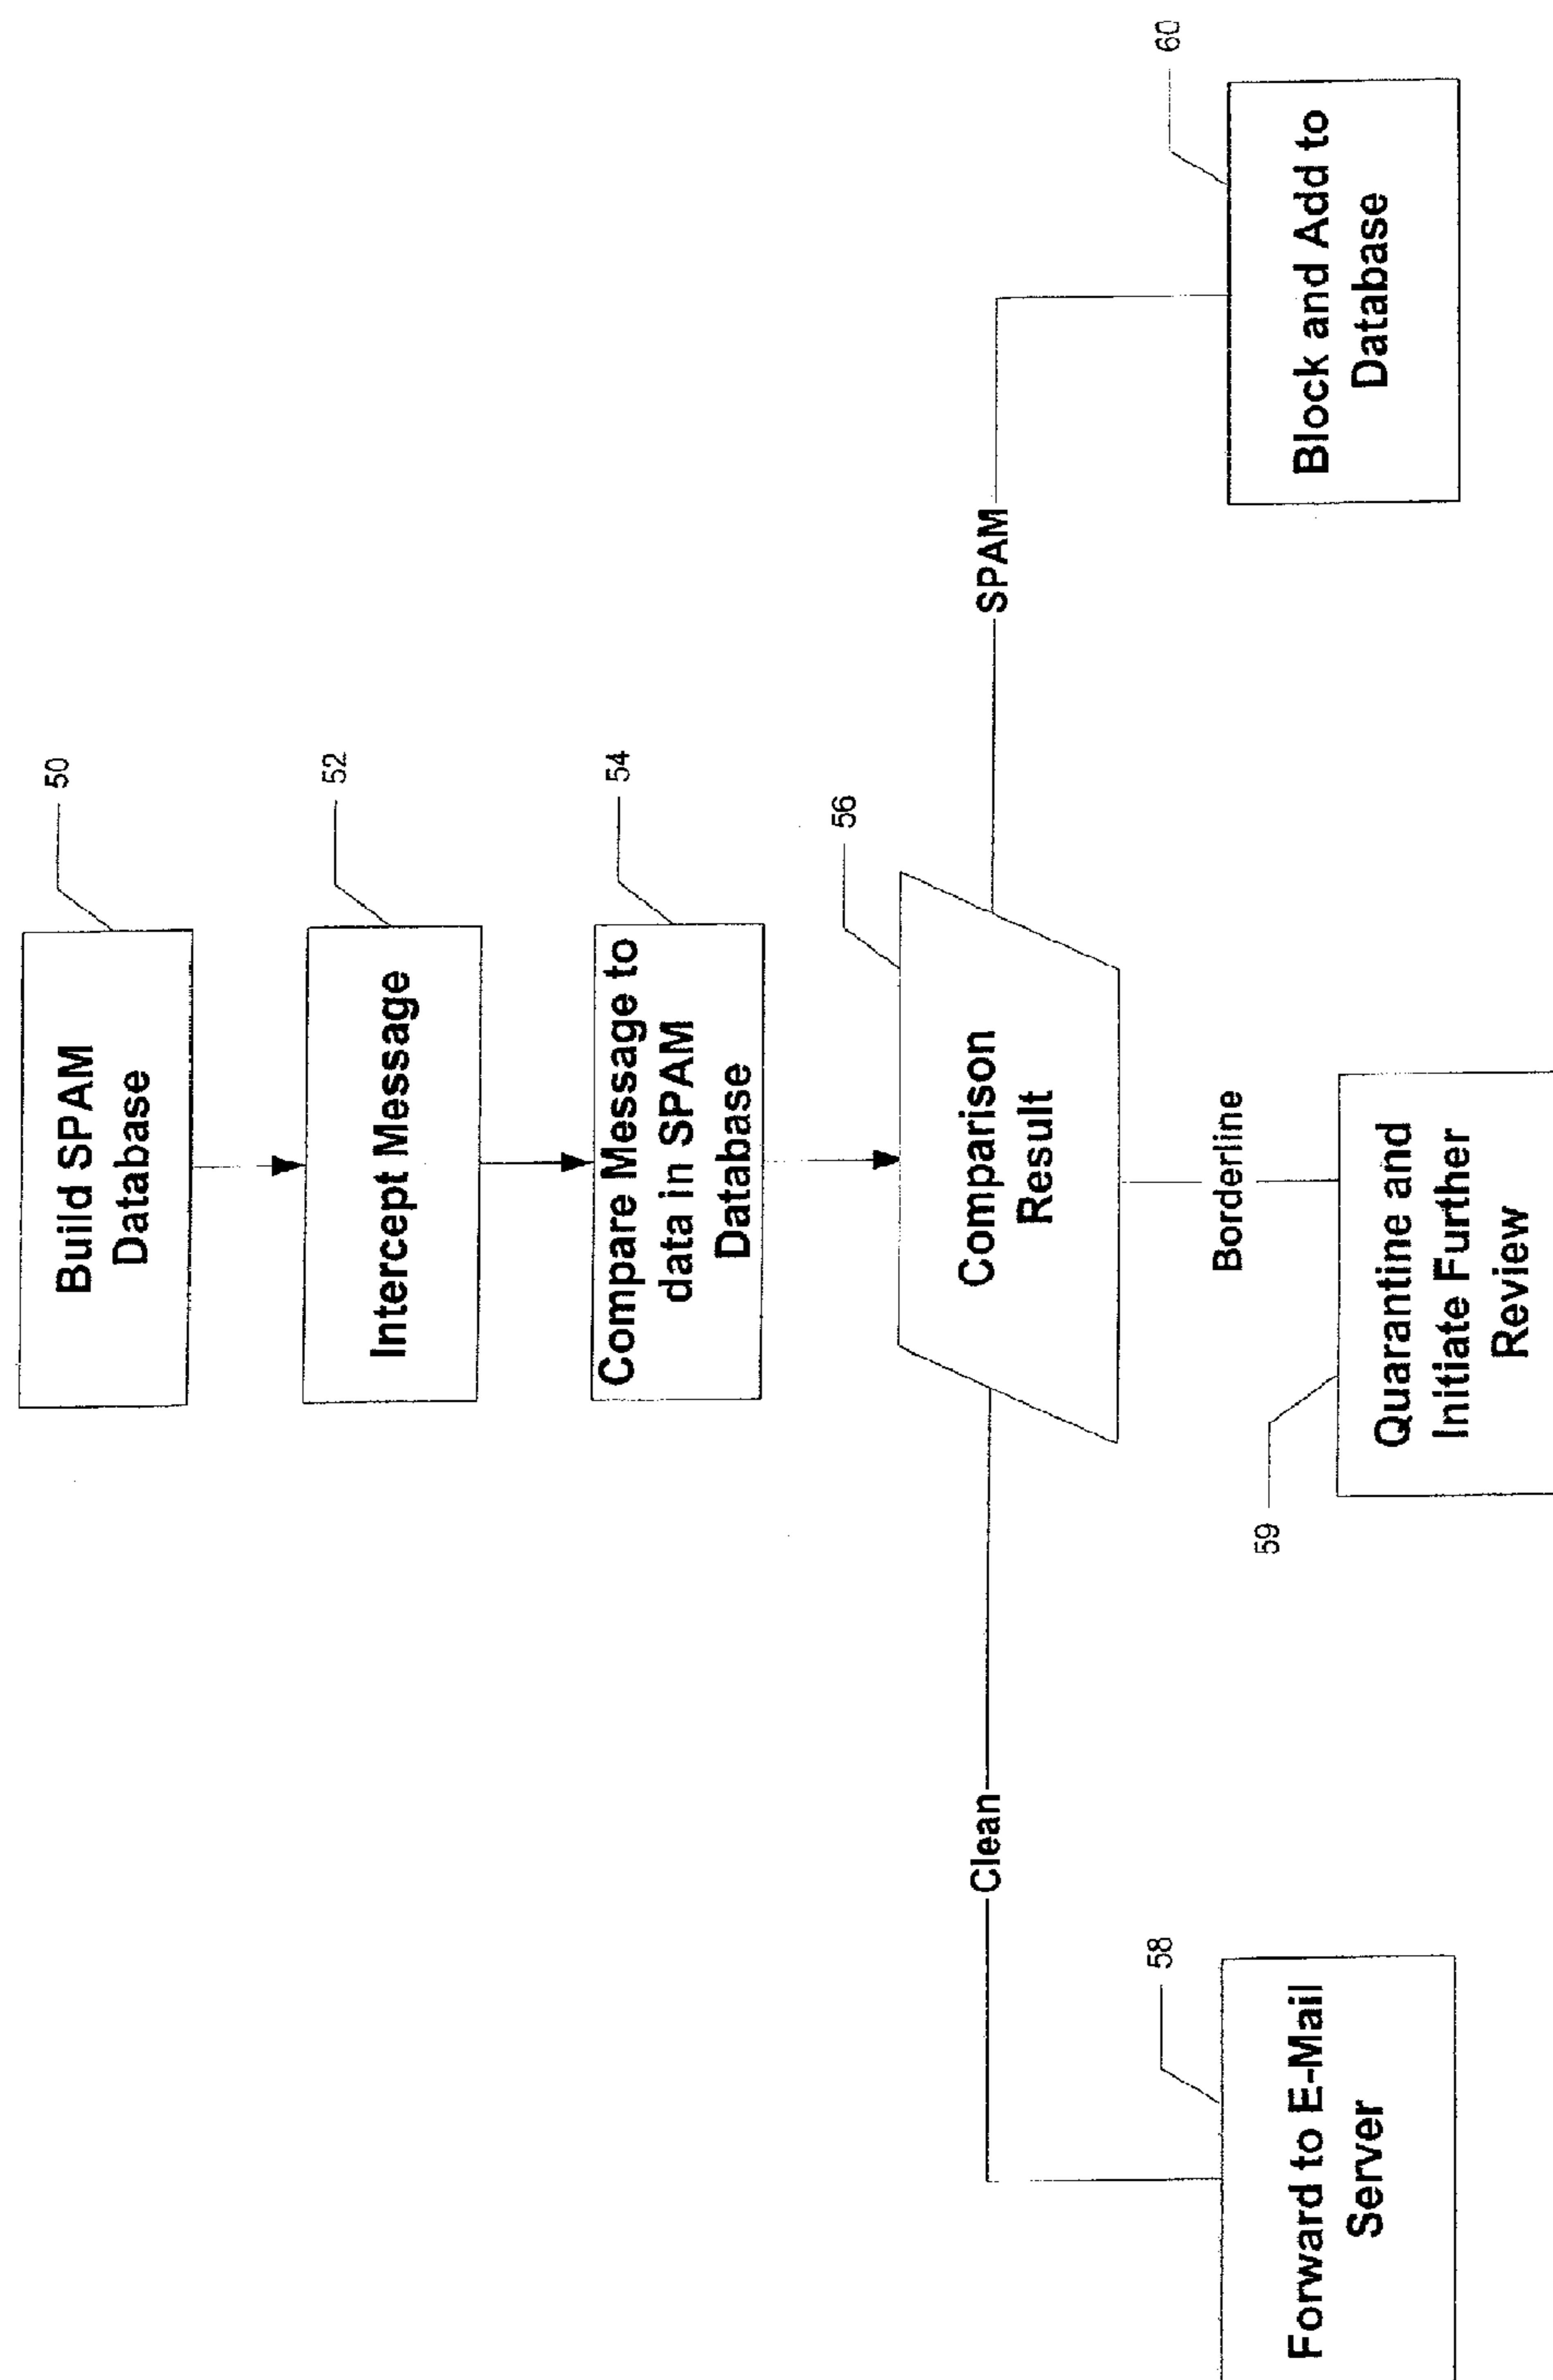 50
Build SPAM
Database
52
Intercept Message
54
Compare Message to
data in SPAM
Database
56
Comparison
Result
Clean
SPAM
Borderline
58
Forward to E-Mail
Server
59
Quarantine and
Initiate Further
Review
60
Block and Add to
Database